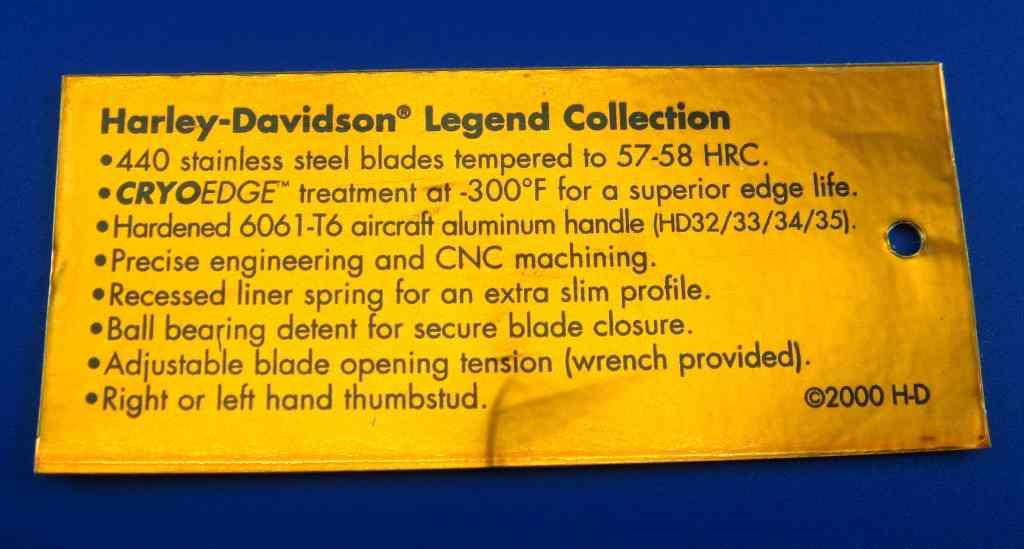 Harley-Davidson® Legend Collection
•440 stainless steel blades tempered to 57-58 HRC.
•CRYOEDGE™ treatment at -300°F for a superior edge life.
•Hardened 6061-T6 aircraft aluminum handle (HD32/33/34/35).
•Precise engineering and CNC machining.
•Recessed liner spring for an extra slim profile.
•Ball bearing detent for secure blade closure.
•Adjustable blade opening tension (wrench provided).
•Right or left hand thumbstud.
©2000 H-D